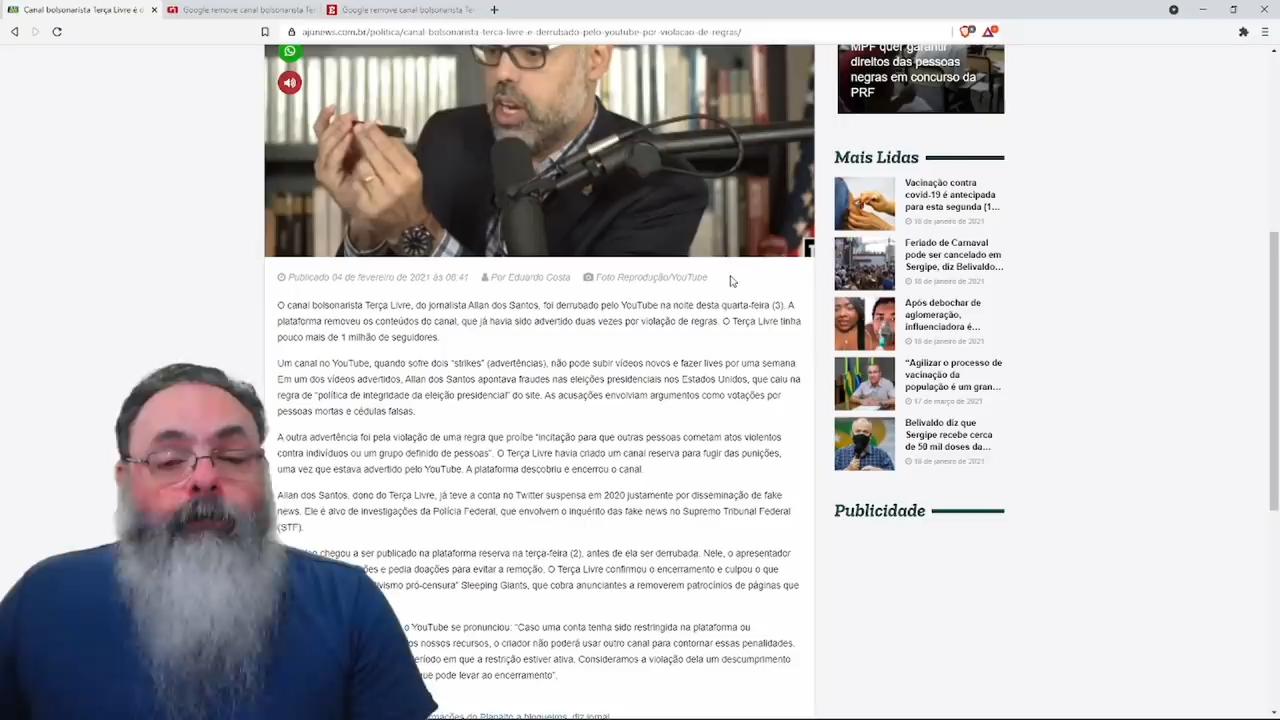 Canal bolsonarista Terça Livre é d
Google remove canal bolsonarista Ter
Google remove canal bolsonarista Te
ajunews.com.br/politica/canal-bolsonarista-terca-livre-e-derrubado-pelo-youtube-por-violacao-de-regras/
MPF quer garantir
direitos das pessoas
negras em concurso da
PRF
Publicado 04 de fevereiro de 2021 às 08:41 Por Eduardo Costa Foto Reprodução/YouTube
O canal bolsonarista Terça Livre, do jornalista Allan dos Santos, foi derrubado pelo YouTube na noite desta quarta-feira (3). A
plataforma removeu os conteúdos do canal, que já havia sido advertido duas vezes por violação de regras. O Terça Livre tinha
pouco mais de 1 milhão de seguidores.
Um canal no YouTube, quando sofre dois “strikes” (advertências), não pode subir vídeos novos e fazer lives por uma semana.
Em um dos vídeos advertidos, Allan dos Santos apontava fraudes nas eleições presidenciais nos Estados Unidos, que caiu na
regra de “política de integridade da eleição presidencial” do site. As acusações envolviam argumentos como votações por
pessoas mortas e cédulas falsas.
A outra advertência foi pela violação de uma regra que proíbe “incitação para que outras pessoas cometam atos violentos
contra indivíduos ou um grupo definido de pessoas”. O Terça Livre havia criado um canal reserva para fugir das punições,
uma vez que estava advertido pelo YouTube. A plataforma descobriu e encerrou o canal.
Allan dos Santos, dono do Terça Livre, já teve a conta no Twitter suspensa em 2020 justamente por disseminação de fake
news. Ele é alvo de investigações da Polícia Federal, que envolvem o inquérito das fake news no Supremo Tribunal Federal
(STF).
chegou a ser publicado na plataforma reserva na terça-feira (2), antes de ela ser derrubada. Nele, o apresentador
e pedia doações para evitar a remoção. O Terça Livre confirmou o encerramento e culpou o que
pró-censura” Sleeping Giants, que cobra anunciantes a removerem patrocínios de páginas que
o YouTube se pronunciou: “Caso uma conta tenha sido restringida na plataforma ou
nossos recursos, o criador não poderá usar outro canal para contornar essas penalidades.
em que a restrição estiver ativa. Consideramos a violação dela um descumprimento
que pode levar ao encerramento”.
do Planalto a blogueiros, diz jornal
Mais Lidas
Vacinação contra
covid-19 é antecipada
para esta segunda (1...
18 de janeiro de 2021
Feriado de Carnaval
pode ser cancelado em
Sergipe, diz Belivaldo...
18 de janeiro de 2021
Após debochar de
aglomeração,
influenciadora é...
18 de janeiro de 2021
“Agilizar o processo de
vacinação da
população é um gran...
17 de março de 2021
Belivaldo diz que
Sergipe recebe cerca
de 50 mil doses da...
18 de janeiro de 2021
Publicidade